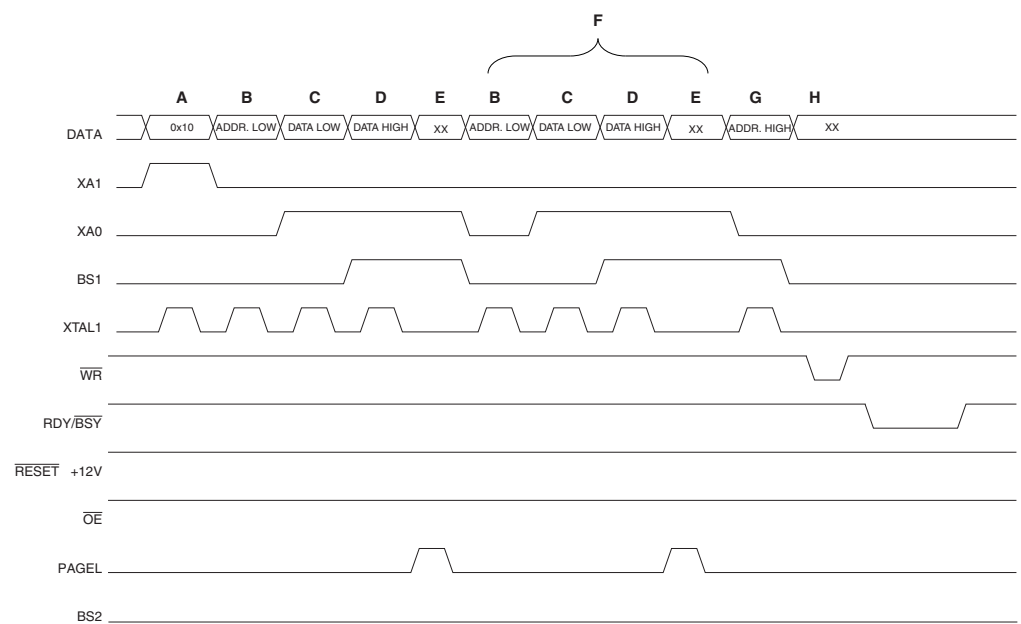 F
A B C D E B C D E G H
DATA 0x10 ADDR. LOW DATA LOW DATA HIGH XX ADDR. LOW DATA LOW DATA HIGH XX ADDR. HIGH XX
XA1
XA0
BS1
XTAL1
WR
RDY/BSY
RESET +12V
OE
PAGEL
BS2